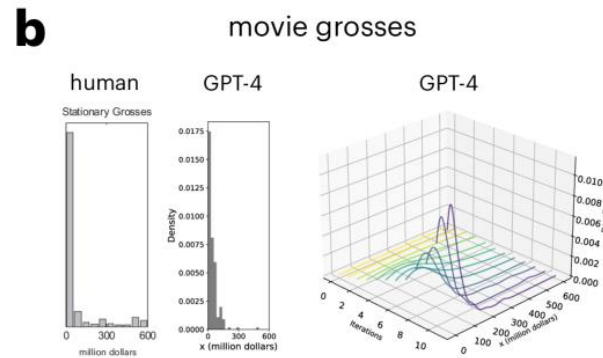 b
movie grosses
human
GPT-4
GPT-4
Stationary Grosses
0 300 600
million dollars
Density
0.0175
0.0150
0.0125
0.0100
0.0075
0.0050
0.0025
0.0000
0 300 600
x (million dollars)
0.010
0.008
0.006
0.004
0.002
0.000
0 2 4 6 8 10
Iterations
0 100 200 300 400 500 600
x (million dollars)